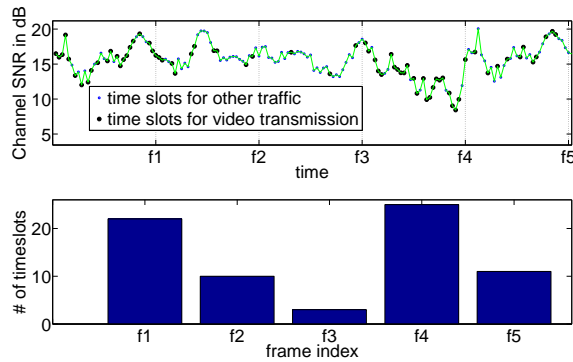 Channel SNR in dB
20
15
10
5
time slots for other traffic
time slots for video transmission
f1 f2 f3 f4 f5
time
# of timeslots
20
10
0
f1 f2 f3 f4 f5
frame index